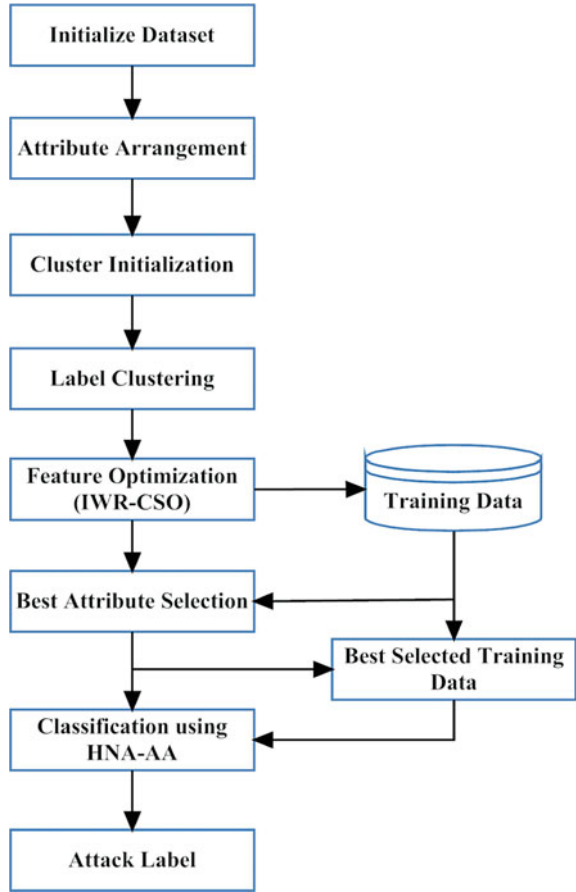 Initialize Dataset
Attribute Arrangement
Cluster Initialization
Label Clustering
Feature Optimization
(IWR-CSO)
Training Data
Best Attribute Selection
Best Selected Training
Data
Classification using
HNA-AA
Attack Label